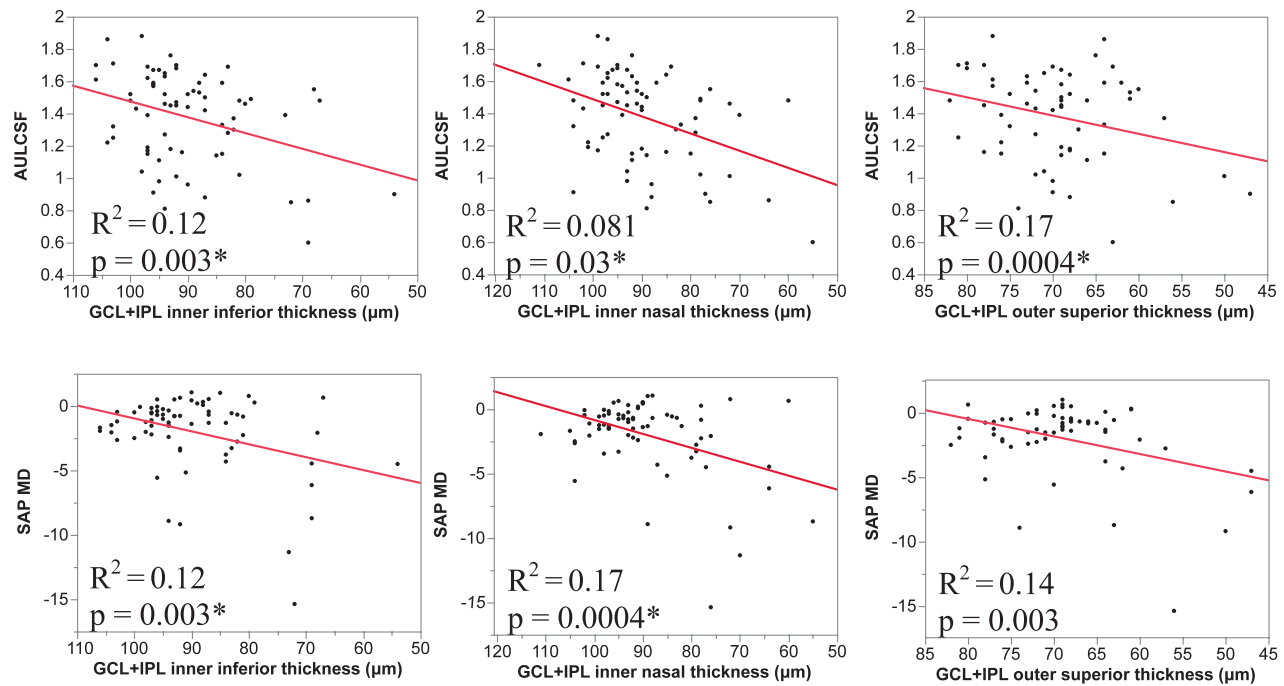 2
1.8
1.6
1.4
1.2
1
0.8
0.6
0.4
AULCSF
R² = 0.12
p = 0.003*
110 100 90 80 70 60 50
GCL+IPL inner inferior thickness (µm)
2
1.8
1.6
1.4
1.2
1
0.8
0.6
0.4
AULCSF
R² = 0.081
p = 0.03*
120 110 100 90 80 70 60 50
GCL+IPL inner nasal thickness (µm)
2
1.8
1.6
1.4
1.2
1
0.8
0.6
0.4
AULCSF
R² = 0.17
p = 0.0004*
85 80 75 70 65 60 55 50 45
GCL+IPL outer superior thickness (µm)
0
-5
-10
-15
SAP MD
R² = 0.12
p = 0.003*
110 100 90 80 70 60 50
GCL+IPL inner inferior thickness (µm)
0
-5
-10
-15
SAP MD
R² = 0.17
p = 0.0004*
120 110 100 90 80 70 60 50
GCL+IPL inner nasal thickness (µm)
0
-5
-10
-15
SAP MD
R² = 0.14
p = 0.003
85 80 75 70 65 60 55 50 45
GCL+IPL outer superior thickness (µm)